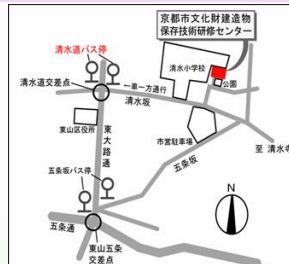 京都市文化財建造物
保存技術研修センター
清水道バス停
清水道交差点
清水小学校
公園
←車一方通行
清水坂
東山区役所
東大路通
市営駐車場
至 清水寺
五条坂
五条坂バス停
五条通
東山五条
交差点
N